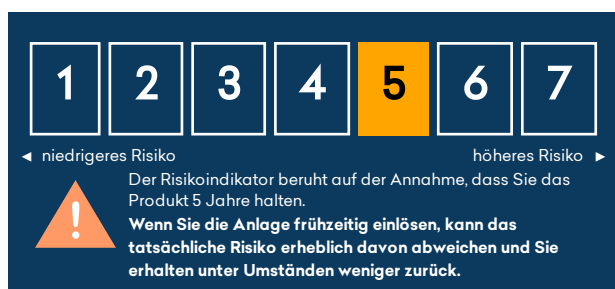 1 2 3 4 5 6 7
◄ niedrigeres Risiko höheres Risiko ►
Der Risikoindikator beruht auf der Annahme, dass Sie das
Produkt 5 Jahre halten.
Wenn Sie die Anlage frühzeitig einlösen, kann das
tatsächliche Risiko erheblich davon abweichen und Sie
erhalten unter Umständen weniger zurück.
!